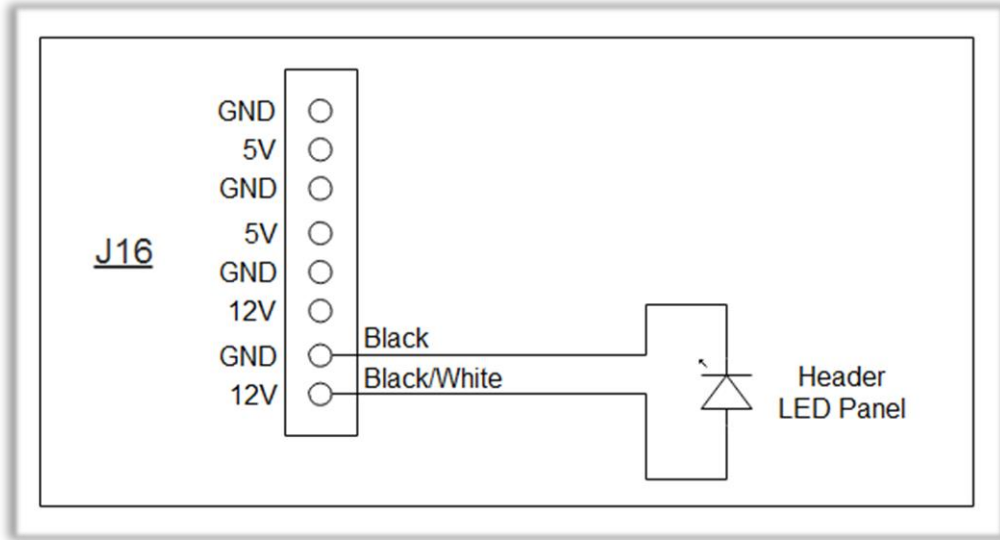 GND
5V
GND
5V
J16
GND
12V
Black
GND
Black/White
12V
Header
LED Panel